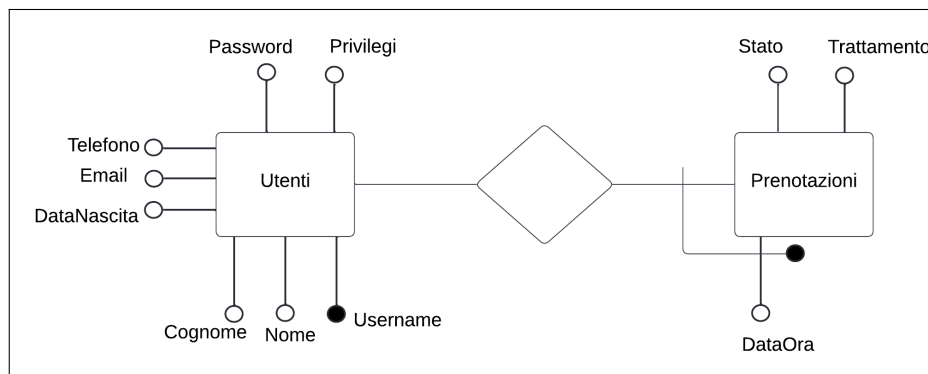 Password
Privilegi
Stato
Trattamento
Telefono
Email
DataNascita
Utenti
Prenotazioni
Cognome
Nome
Username
DataOra